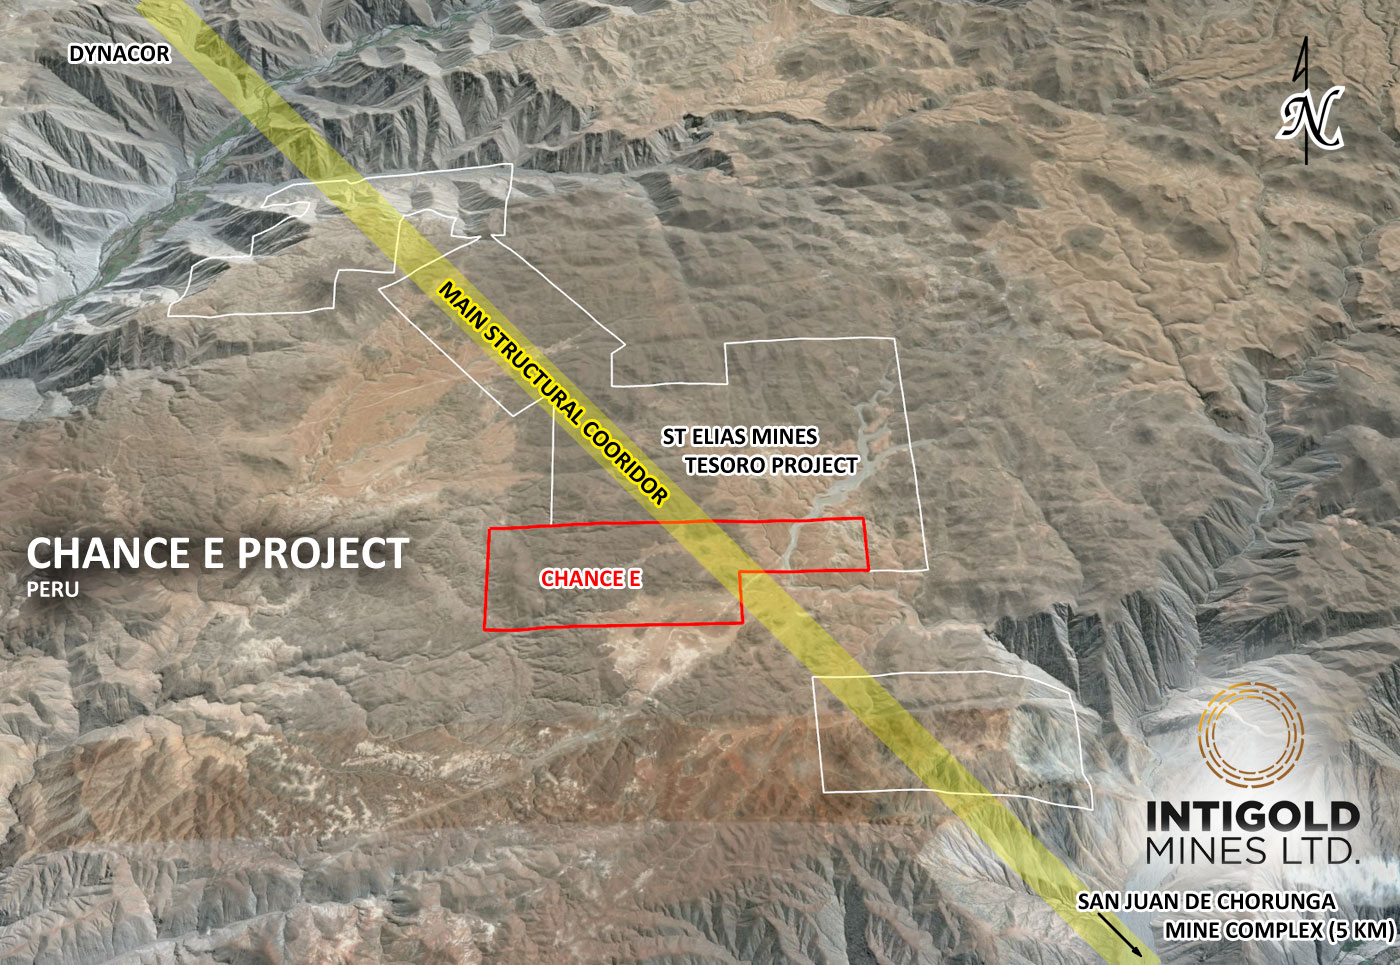 DYNACOR
N
MAIN STRUCTURAL COORIDOR
ST ELIAS MINES
TESORO PROJECT
CHANCE E PROJECT
PERU
CHANCE E
INTIGOLD
MINES LTD.
SAN JUAN DE CHORUNGA
MINE COMPLEX (5 KM)